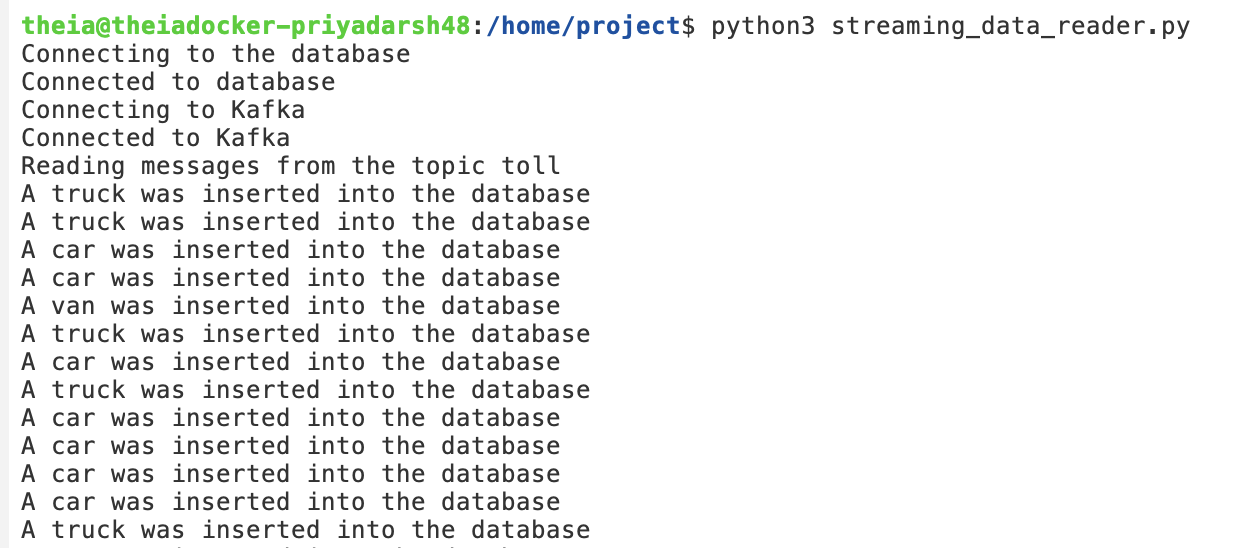 theia@theiadocker-priyadarsh48:/home/project$ python3 streaming_data_reader.py
Connecting to the database
Connected to database
Connecting to Kafka
Connected to Kafka
Reading messages from the topic toll
A truck was inserted into the database
A truck was inserted into the database
A car was inserted into the database
A car was inserted into the database
A van was inserted into the database
A truck was inserted into the database
A car was inserted into the database
A truck was inserted into the database
A car was inserted into the database
A car was inserted into the database
A car was inserted into the database
A car was inserted into the database
A truck was inserted into the database